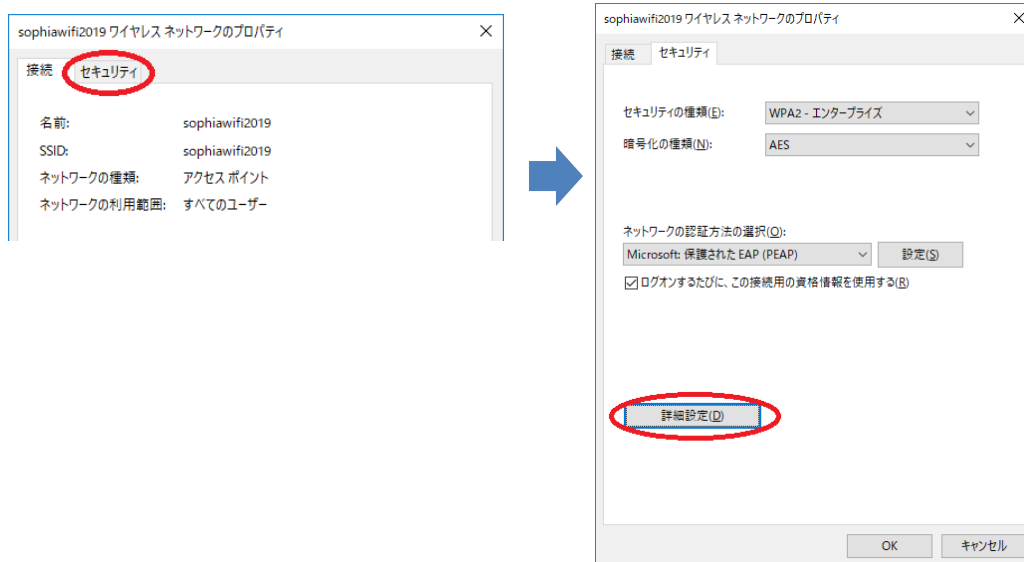 sophiawifi2019 ワイヤレス ネットワークのプロパティ
接続 セキュリティ
名前: sophiawifi2019
SSID: sophiawifi2019
ネットワークの種類: アクセス ポイント
ネットワークの利用範囲: すべてのユーザー
sophiawifi2019 ワイヤレス ネットワークのプロパティ
接続 セキュリティ
セキュリティの種類(E): WPA2 - エンタープライズ
暗号化の種類(N): AES
ネットワークの認証方法の選択(O):
Microsoft: 保護された EAP (PEAP) 設定(S)
ログオンするたびに、この接続用の資格情報を使用する(R)
詳細設定(D)
OK キャンセル